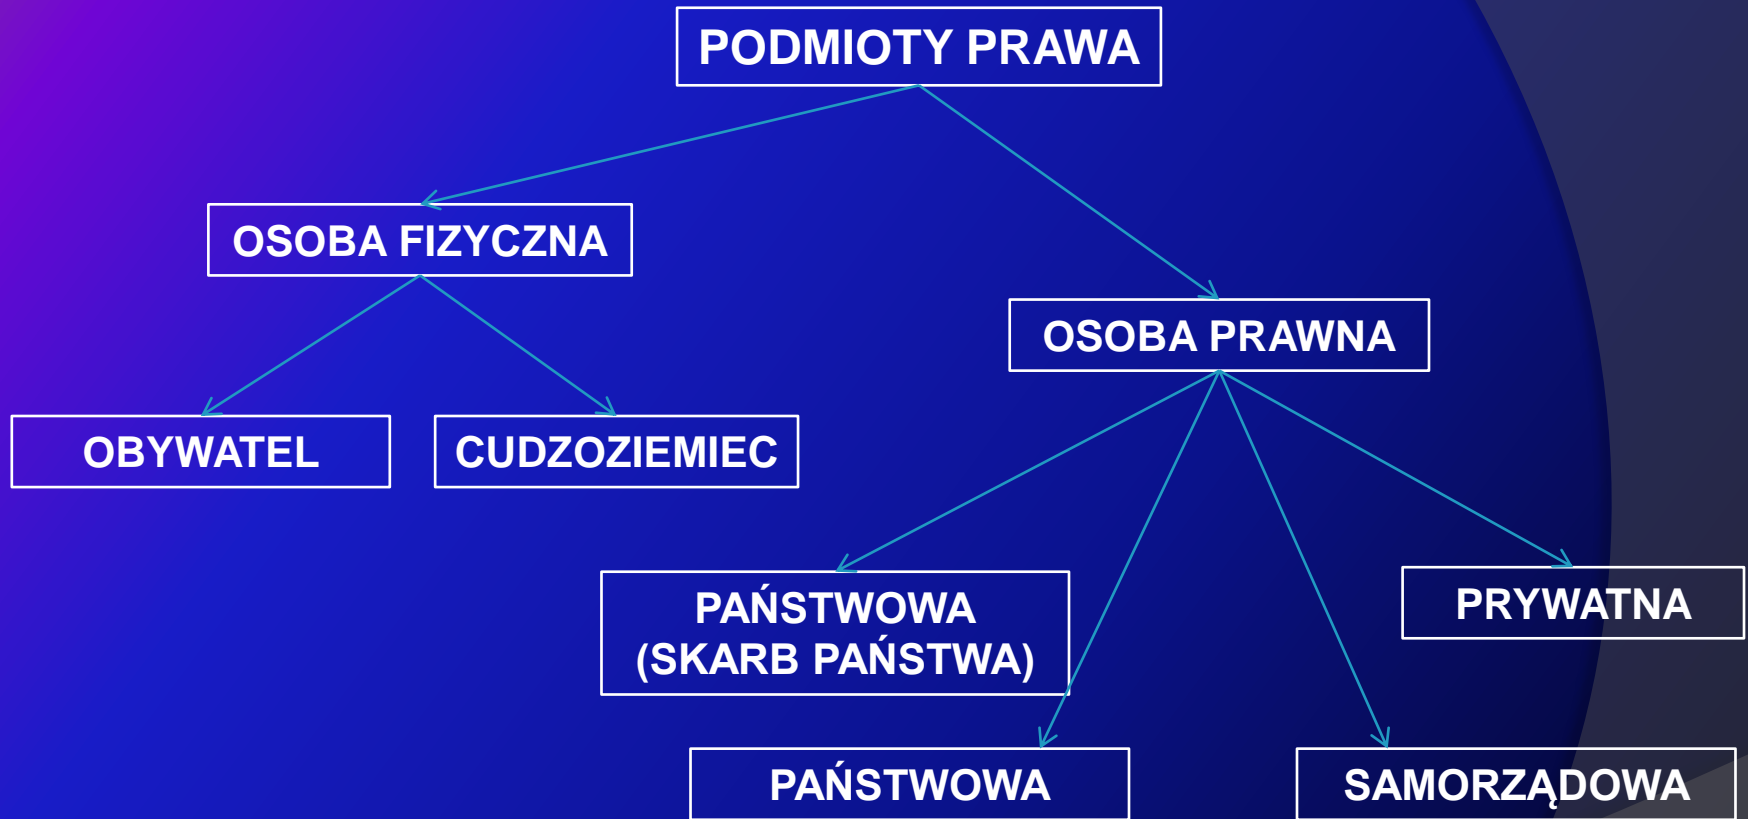 PODMIOTY PRAWA
OSOBA FIZYCZNA
OSOBA PRAWNA
OBYWATEL
CUDZOZIEMIEC
PAŃSTWOWA
(SKARB PAŃSTWA)
PRYWATNA
PAŃSTWOWA
SAMORZĄDOWA